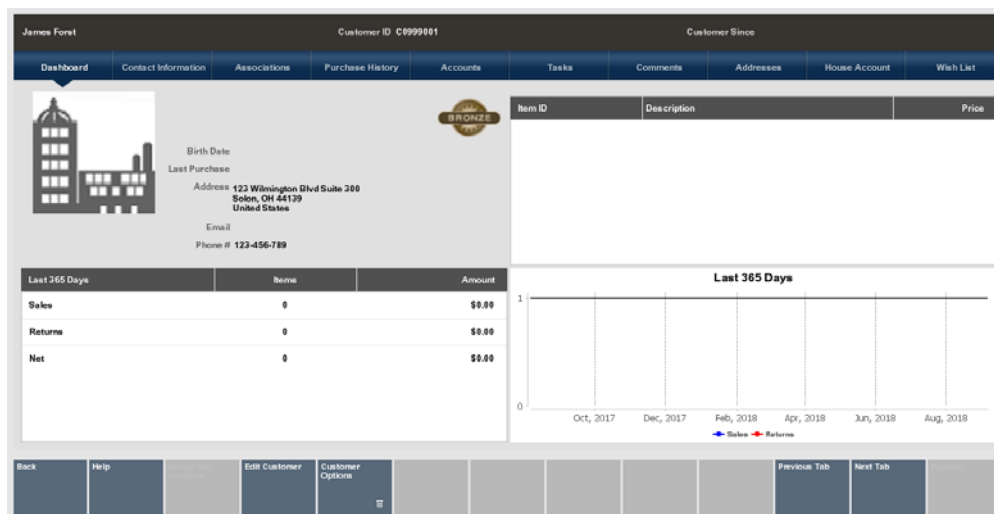 James Forst Customer ID C0999001 Customer Since
Dashboard Contact Information Associations Purchase History Accounts Tasks Comments Addresses House Account Wish List
BRONZE
Birth Date
Last Purchase
Address 123 Wilmington Blvd Suite 300
Solon, OH 44139
United States
Email
Phone # 123-456-789
Item ID Description Price
Last 365 Days Items Amount
Sales 0 $0.00
Returns 0 $0.00
Net 0 $0.00
Last 365 Days
1
0
Oct, 2017 Dec, 2017 Feb, 2018 Apr, 2018 Jun, 2018 Aug, 2018
Sales Returns
Back Help Edit Customer Customer Previous Tab Next Tab
Options